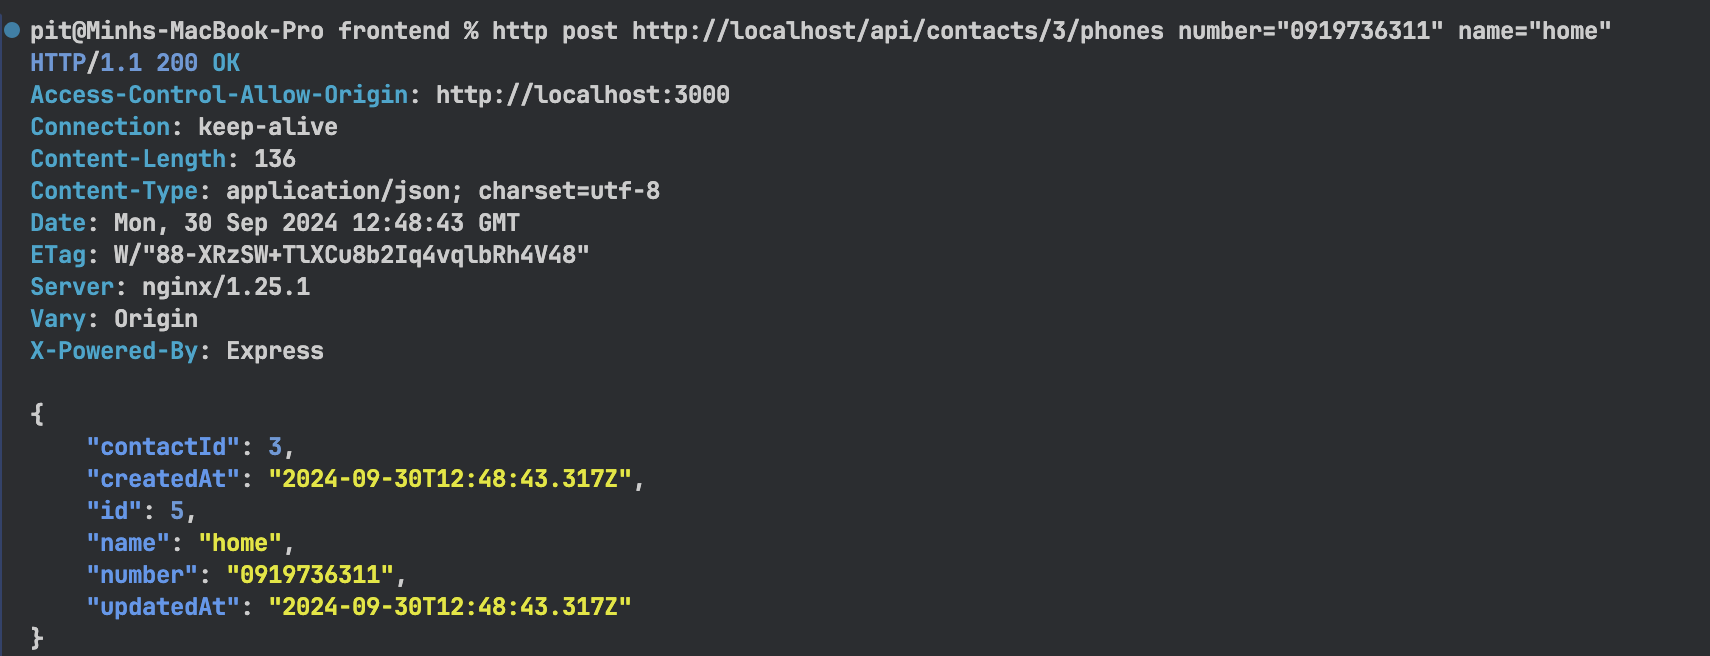 pit@Minhs-MacBook-Pro frontend % http post http://localhost/api/contacts/3/phones number="0919736311" name="home"
HTTP/1.1 200 OK
Access-Control-Allow-Origin: http://localhost:3000
Connection: keep-alive
Content-Length: 136
Content-Type: application/json; charset=utf-8
Date: Mon, 30 Sep 2024 12:48:43 GMT
ETag: W/"88-XRzSW+TlXCu8b2Iq4vqlbRh4V48"
Server: nginx/1.25.1
Vary: Origin
X-Powered-By: Express

{
    "contactId": 3,
    "createdAt": "2024-09-30T12:48:43.317Z",
    "id": 5,
    "name": "home",
    "number": "0919736311",
    "updatedAt": "2024-09-30T12:48:43.317Z"
}